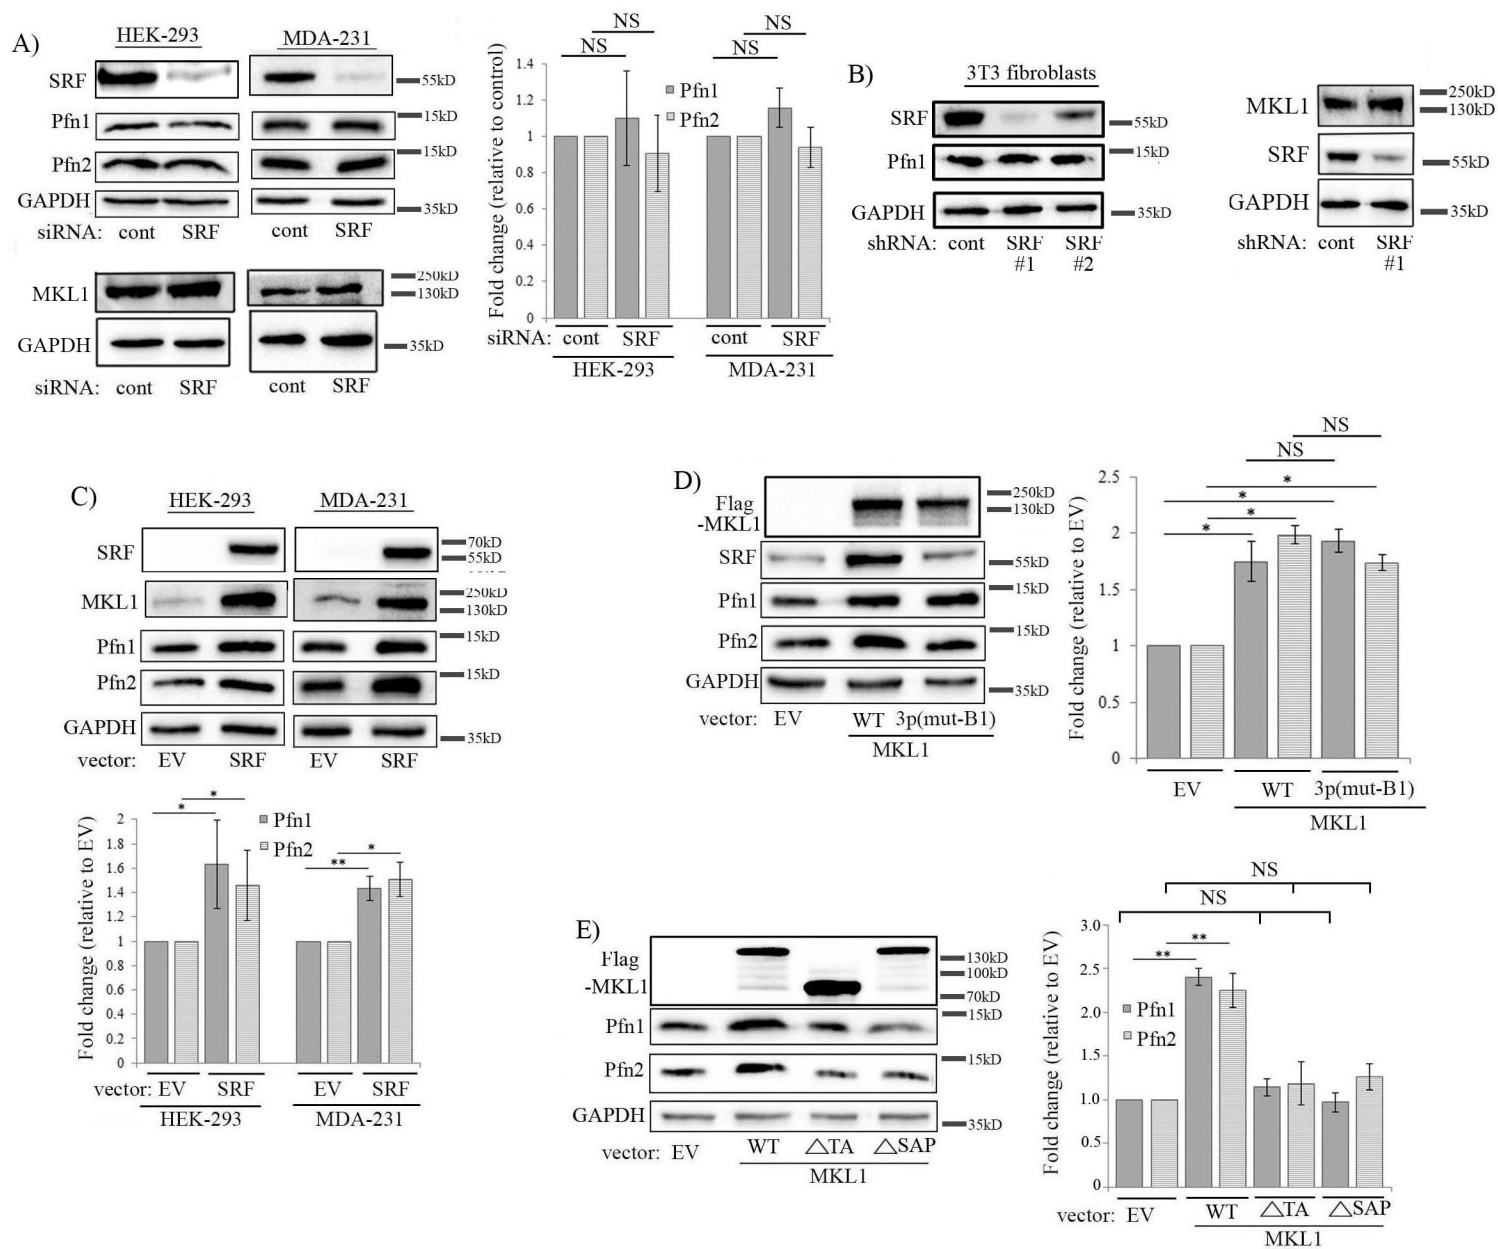 A)
HEK-293 MDA-231
SRF 55kD
Pfn1 15kD
Pfn2 15kD
GAPDH 35kD
siRNA: cont SRF cont SRF
MKL1 250kD
130kD
GAPDH 35kD
siRNA: cont SRF cont SRF
NS NS
NS NS
Fold change (relative to control)
1.4
1.2
1
0.8
0.6
0.4
0.2
0
Pfn1
Pfn2
siRNA: cont SRF cont SRF
HEK-293 MDA-231
B)
3T3 fibroblasts
SRF 55kD
Pfn1 15kD
GAPDH 35kD
shRNA: cont SRF SRF
#1 #2
MKL1 250kD
130kD
SRF 55kD
GAPDH 35kD
shRNA: cont SRF
#1
C)
HEK-293 MDA-231
SRF 70kD
55kD
MKL1 250kD
130kD
Pfn1 15kD
Pfn2 15kD
GAPDH 35kD
vector: EV SRF EV SRF
Fold change (relative to EV)
2
1.8
1.6
1.4
1.2
1
0.8
0.6
0.4
0.2
0
* *
** *
Pfn1
Pfn2
vector: EV SRF EV SRF
HEK-293 MDA-231
D)
Flag
-MKL1
250kD
130kD
SRF 55kD
Pfn1 15kD
Pfn2 15kD
GAPDH 35kD
vector: EV WT 3p(mut-B1)
MKL1
NS
NS
*
*
*
*
Fold change (relative to EV)
2.5
2
1.5
1
0.5
0
EV WT 3p(mut-B1)
MKL1
E)
Flag
-MKL1
130kD
100kD
70kD
Pfn1 15kD
Pfn2 15kD
GAPDH 35kD
vector: EV WT △TA △SAP
MKL1
NS
NS
**
**
Fold change (relative to EV)
3.0
2.5
2.0
1.5
1.0
0.5
0
Pfn1
Pfn2
vector: EV WT △TA △SAP
MKL1